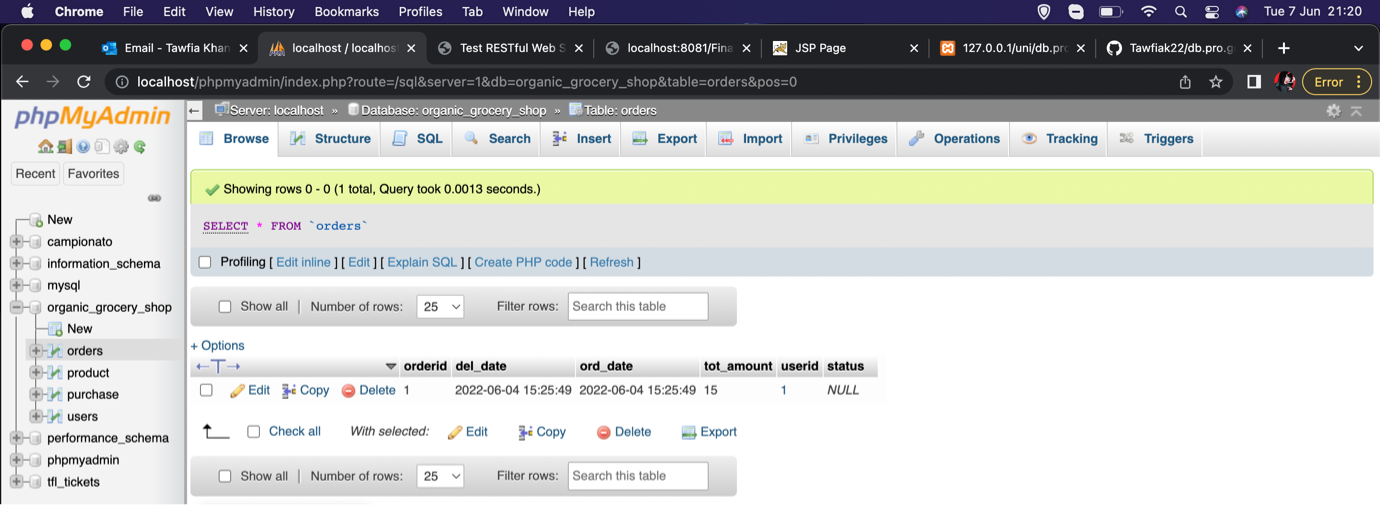 Chrome File Edit View History Bookmarks Profiles Tab Window Help Tue 7 Jun 21:20
Email - Tawfia Khan localhost / localhost Test RESTful Web S localhost:8081/Fina JSP Page 127.0.0.1/uni/db.pro Tawfiak22/db.pro.g
localhost/phpmyadmin/index.php?route=/sql&server=1&db=organic_grocery_shop&table=orders&pos=0 Error
phpMyAdmin
Server: localhost » Database: organic_grocery_shop » Table: orders
Browse Structure SQL Search Insert Export Import Privileges Operations Tracking Triggers
Recent Favorites
New
campionato
information_schema
mysql
organic_grocery_shop
New
orders
product
purchase
users
performance_schema
phpmyadmin
tfl_tickets
Showing rows 0 - 0 (1 total, Query took 0.0013 seconds.)
SELECT * FROM `orders`
Profiling [ Edit inline ] [ Edit ] [ Explain SQL ] [ Create PHP code ] [ Refresh ]
Show all | Number of rows: 25 Filter rows: Search this table
+ Options
←T→ orderid del_date ord_date tot_amount userid status
Edit Copy Delete 1 2022-06-04 15:25:49 2022-06-04 15:25:49 15 1 NULL
Check all With selected: Edit Copy Delete Export
Show all | Number of rows: 25 Filter rows: Search this table